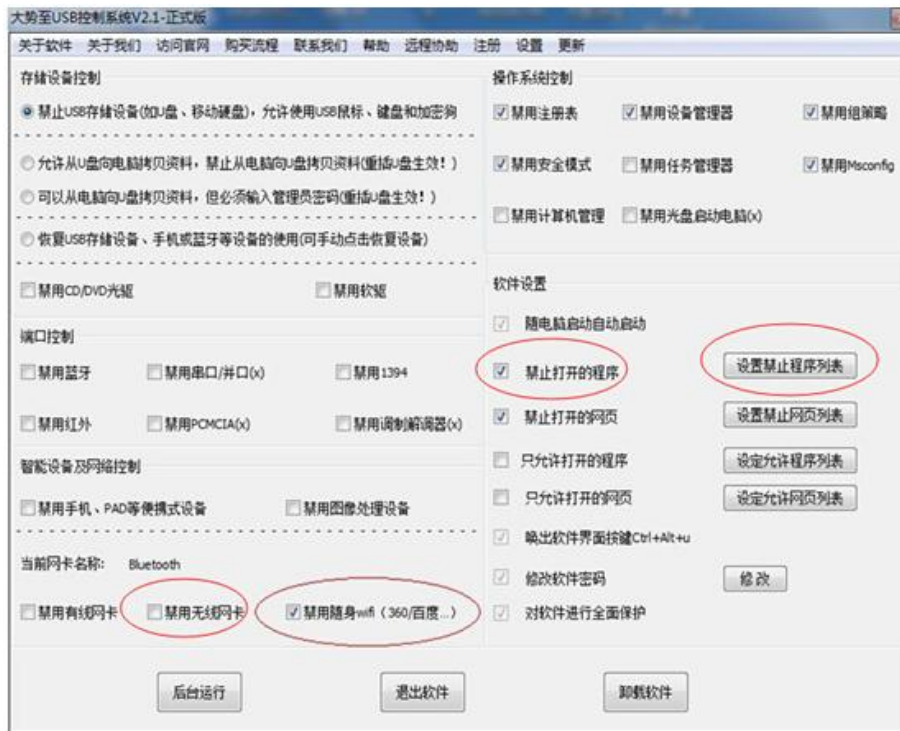 大势至USB控制系统V2.1-正式版
关于软件 关于我们 访问官网 购买流程 联系我们 帮助 远程协助 注册 设置 更新
存储设备控制
禁止USB存储设备(如U盘、移动硬盘)，允许使用USB鼠标、键盘和加密狗
允许从U盘向电脑拷贝资料，禁止从电脑向U盘拷贝资料(重插U盘生效！)
可以从电脑向U盘拷贝资料，但必须输入管理员密码(重插U盘生效！)
恢复USB存储设备、手机或蓝牙等设备的使用(可手动点击恢复设备)
禁用CD/DVD光驱 禁用软驱
端口控制
禁用蓝牙 禁用串口/并口(x) 禁用1394
禁用红外 禁用PCMCIA(x) 禁用调制解调器(x)
智能设备及网络控制
禁用手机、PAD等便携式设备 禁用图像处理设备
当前网卡名称: Bluetooth
禁用有线网卡 禁用无线网卡 禁用随身wifi（360/百度...）
操作系统控制
禁用注册表 禁用设备管理器 禁用组策略
禁用安全模式 禁用任务管理器 禁用Msconfig
禁用计算机管理 禁用光盘启动电脑(x)
软件设置
随电脑启动自动启动
禁止打开的程序 设置禁止程序列表
禁止打开的网页 设置禁止网页列表
只允许打开的程序 设定允许程序列表
只允许打开的网页 设定允许网页列表
唤出软件界面按键Ctrl+Alt+u
修改软件密码 修改
对软件进行全面保护
后台运行 退出软件 卸载软件